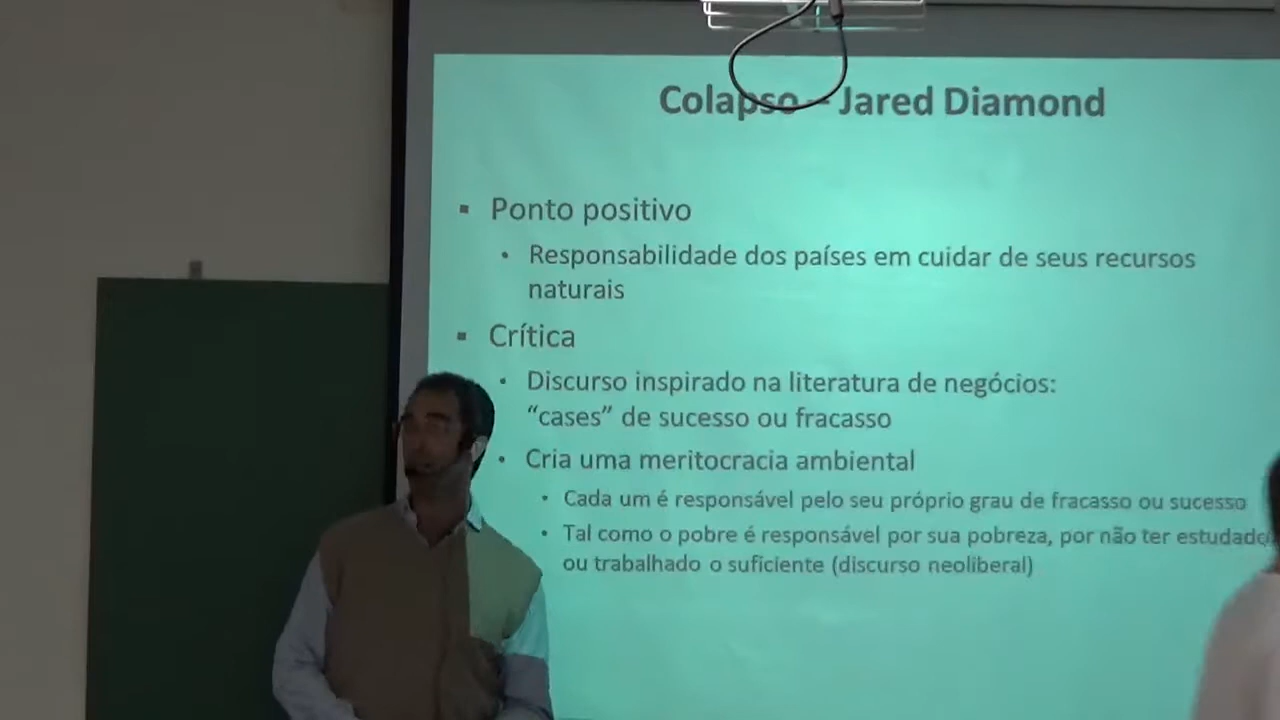 Colapso – Jared Diamond
Ponto positivo
Responsabilidade dos países em cuidar de seus recursos
naturais
Crítica
Discurso inspirado na literatura de negócios:
“cases” de sucesso ou fracasso
Cria uma meritocracia ambiental
Cada um é responsável pelo seu próprio grau de fracasso ou sucesso
Tal como o pobre é responsável por sua pobreza, por não ter estudado
ou trabalhado o suficiente (discurso neoliberal)